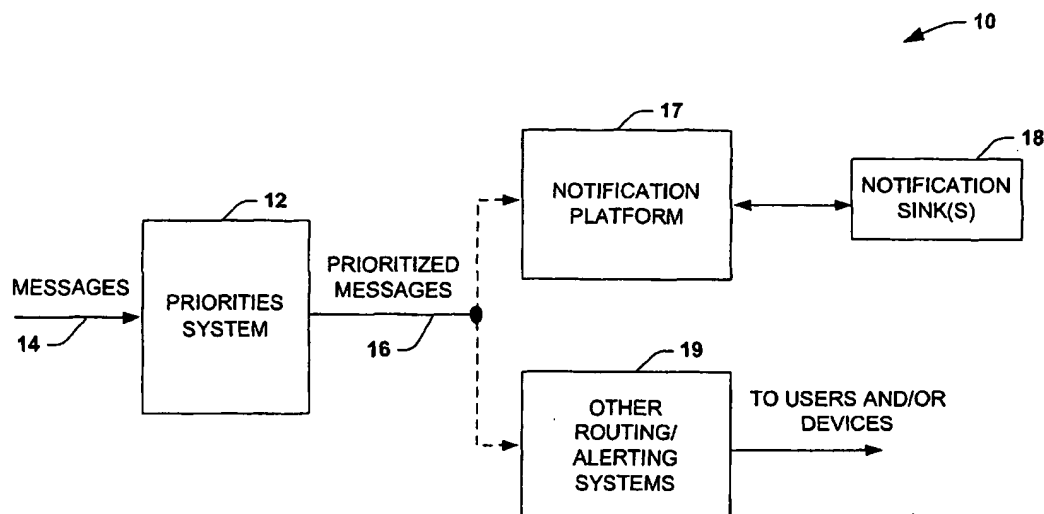 10
17
18
NOTIFICATION
PLATFORM
NOTIFICATION
SINK(S)
12
MESSAGES
14
PRIORITIES
SYSTEM
PRIORITIZED
MESSAGES
16
19
OTHER
ROUTING/
ALERTING
SYSTEMS
TO USERS AND/OR
DEVICES